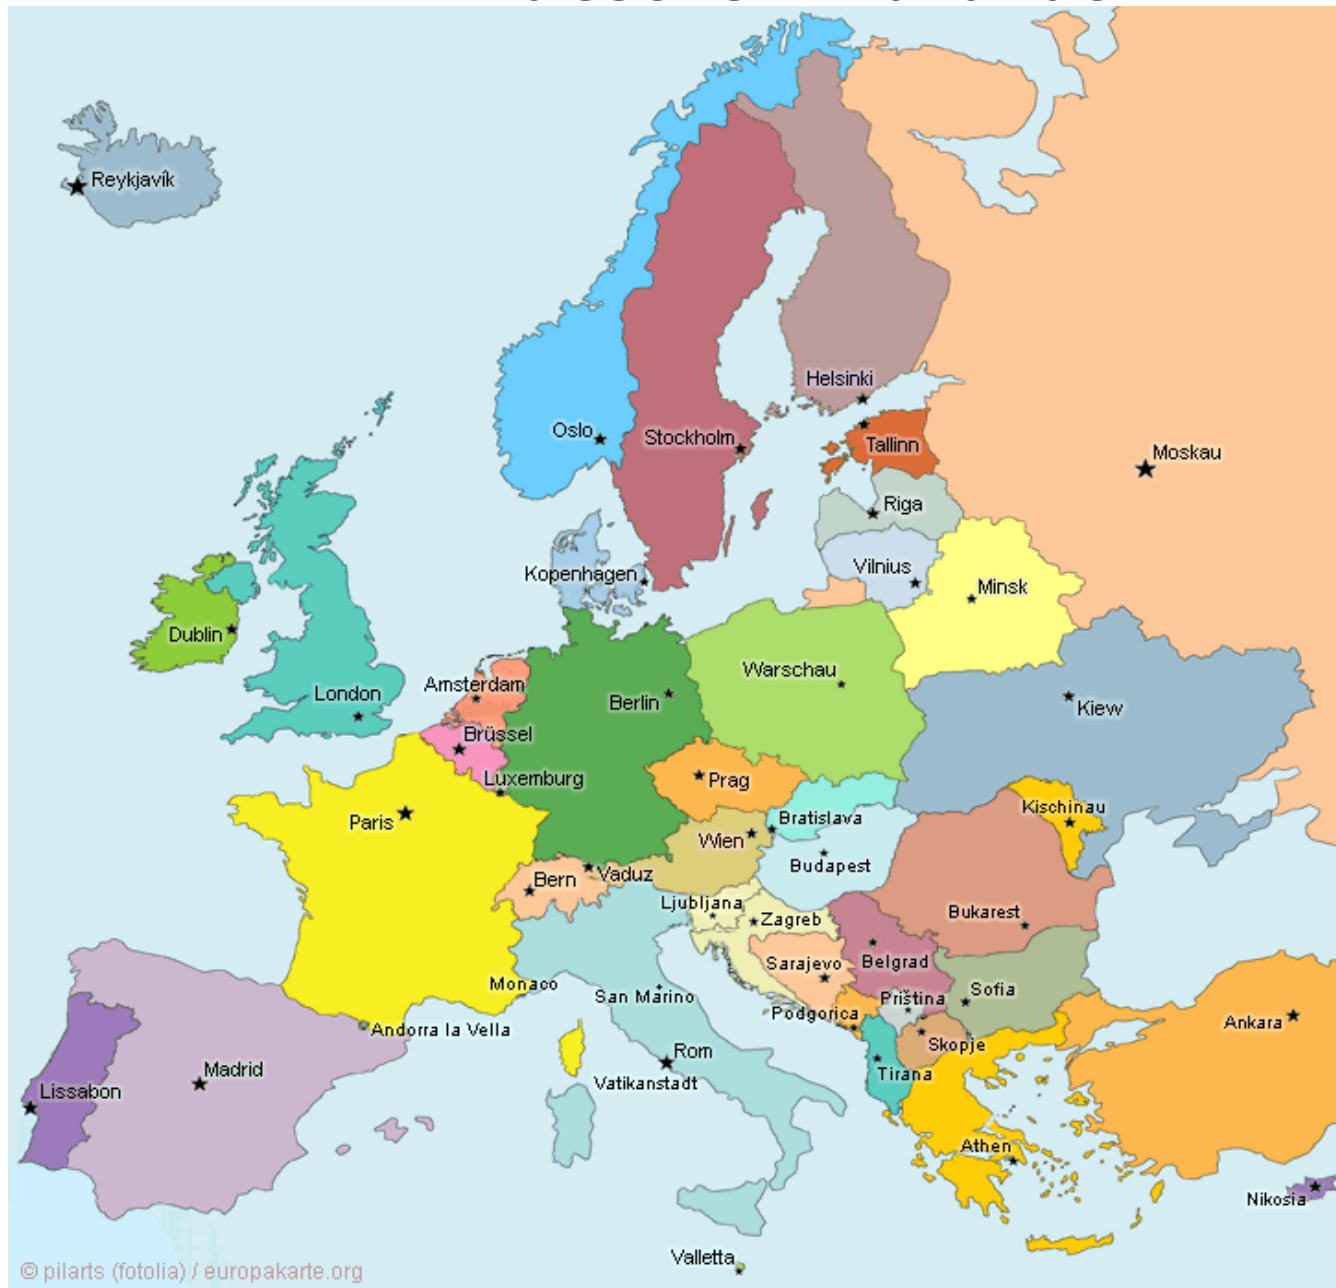 Reykjavík
Helsinki
Oslo
Stockholm
Tallinn
Moskau
Riga
Kopenhagen
Vilnius
Minsk
Dublin
London
Amsterdam
Berlin
Warschau
Kiew
Brüssel
Luxemburg
Prag
Paris
Kischinau
Bratislava
Wien
Budapest
Bern
Vaduz
Ljubljana
Zagreb
Bukarest
Sarajevo
Belgrad
Monaco
San Marino
Priština
Sofia
Podgorica
Andorra la Vella
Ankara
Skopje
Rom
Madrid
Tirana
Vatikanstadt
Lissabon
Athen
Nikosia
Valletta
© pilarts (fotolia) / europakarte.org